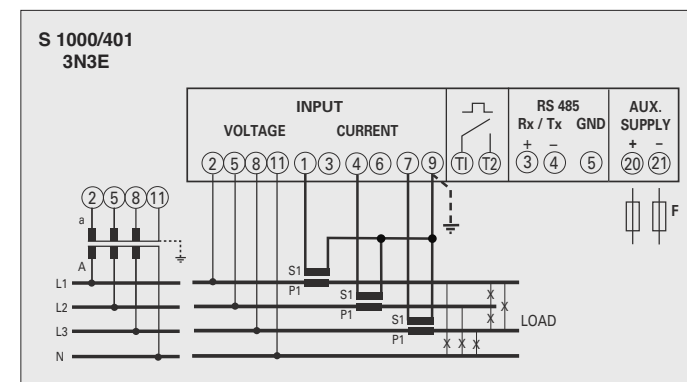 S 1000/401
3N3E
INPUT
VOLTAGE CURRENT
RS 485
Rx / Tx GND
+ –
AUX.
SUPPLY
+ –
2 5 8 11 1 3 4 6 7 9 T1 T2 3 4 5 20 21
F
2 5 8 11
a
A
L1
L2
L3
N
S1
P1
S1
P1
S1
P1
x
x x
x
x x x
LOAD